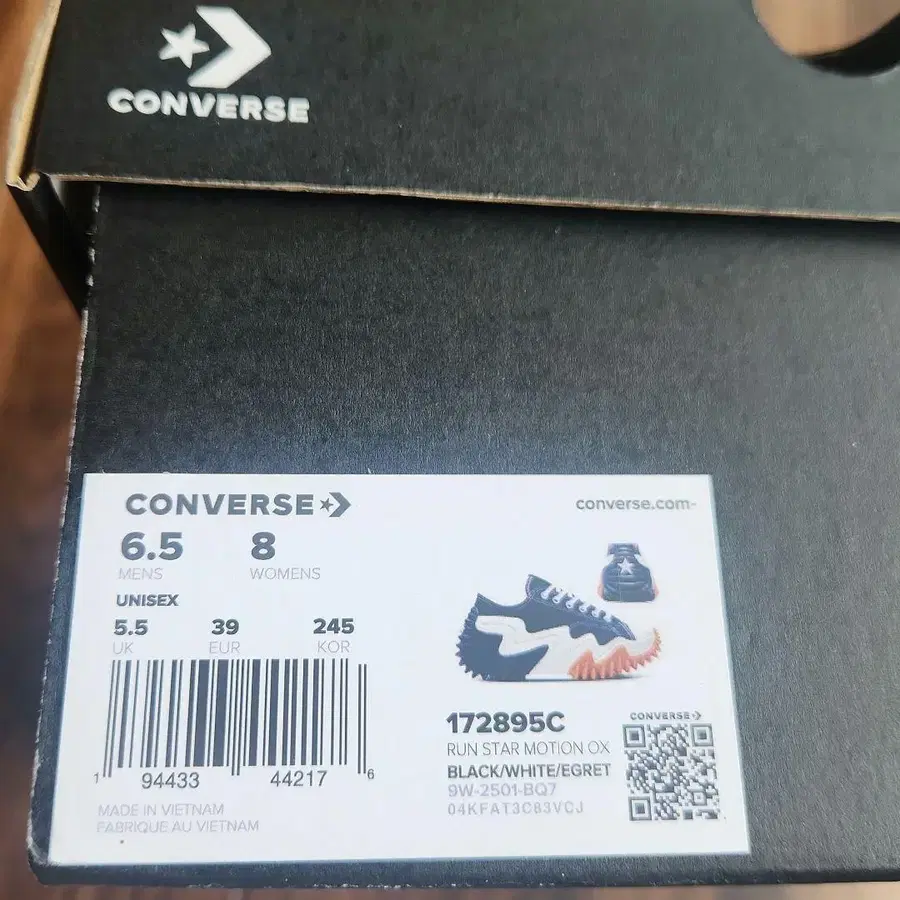 CONVERSE
CONVERSE
converse.com
6.5 8
MENS WOMENS
UNISEX
5.5 39 245
UK EUR KOR
1 94433 44217 6
MADE IN VIETNAM
FABRIQUE AU VIETNAM
172895C
RUN STAR MOTION OX
BLACK/WHITE/EGRET
9W-2501-BQ7
04KFAT3C83VCJ
CONVERSE